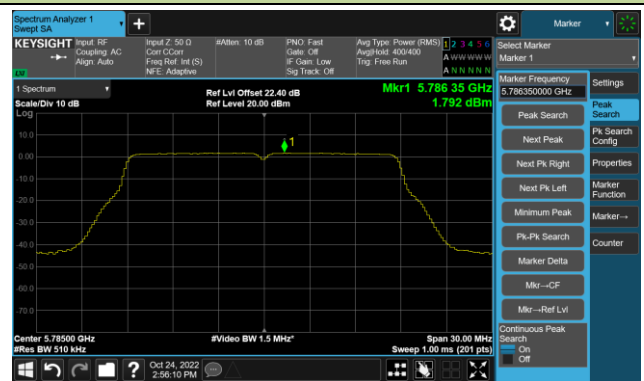 Spectrum Analyzer 1
Swept SA
+
Marker
KEYSIGHT
Input: RF
Coupling: AC
Align: Auto
Input Z: 50 Ω
Corr CCorr
Freq Ref: Int (S)
NFE: Adaptive
#Atten: 10 dB
PNO: Fast
Gate: Off
IF Gain: Low
Sig Track: Off
Avg Type: Power (RMS)
Avg|Hold: 400/400
Trig: Free Run
1 2 3 4 5 6
A W W W W W
A N N N N N
LW
Select Marker
Marker 1
1 Spectrum
Scale/Div 10 dB
Log
Ref Lvl Offset 22.40 dB
Ref Level 20.00 dBm
Mkr1 5.786 35 GHz
1.792 dBm
10.0
0.00
-10.0
-20.0
-30.0
-40.0
-50.0
-60.0
-70.0
1
Center 5.78500 GHz
#Res BW 510 kHz
#Video BW 1.5 MHz*
Span 30.00 MHz
Sweep 1.00 ms (201 pts)
Marker Frequency
5.786350000 GHz
Peak Search
Next Peak
Next Pk Right
Next Pk Left
Minimum Peak
Pk-Pk Search
Marker Delta
Mkr→CF
Mkr→Ref Lvl
Continuous Peak
Search
On
Off
Settings
Peak
Search
Pk Search
Config
Properties
Marker
Function
Marker→
Counter
?
Oct 24, 2022
2:56:10 PM